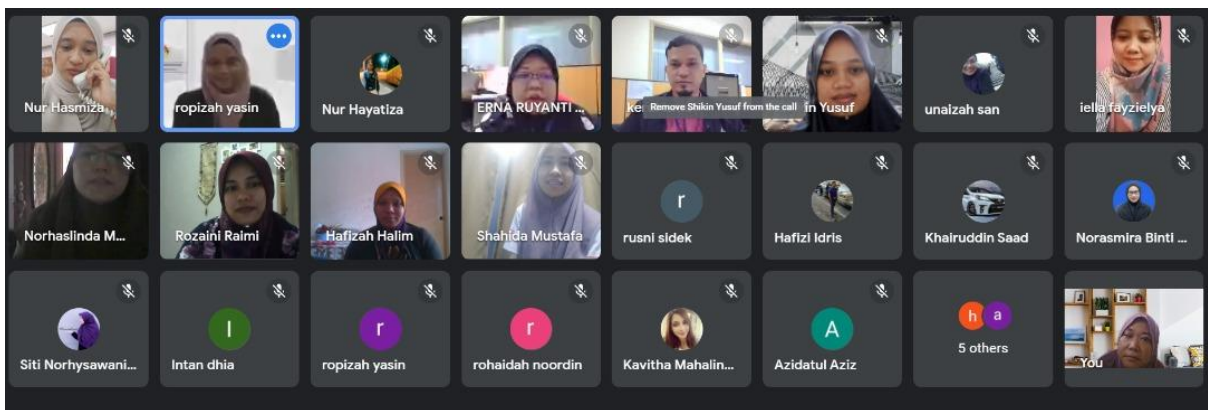 Nur Hasmiza
ropizah yasin
Nur Hayatiza
ERNA RUYANTI ...
ke
Remove Shikin Yusuf from the call
in Yusuf
unaizah san
iella fayzielya
Norhaslinda M...
Rozaini Raimi
Hafizah Halim
Shahida Mustafa
r
rusni sidek
Hafizi Idris
Khairuddin Saad
Norasmira Binti ...
Siti Norhysawani...
I
Intan dhia
r
ropizah yasin
r
rohaidah noordin
Kavitha Mahalin...
A
Azidatul Aziz
h a
5 others
You